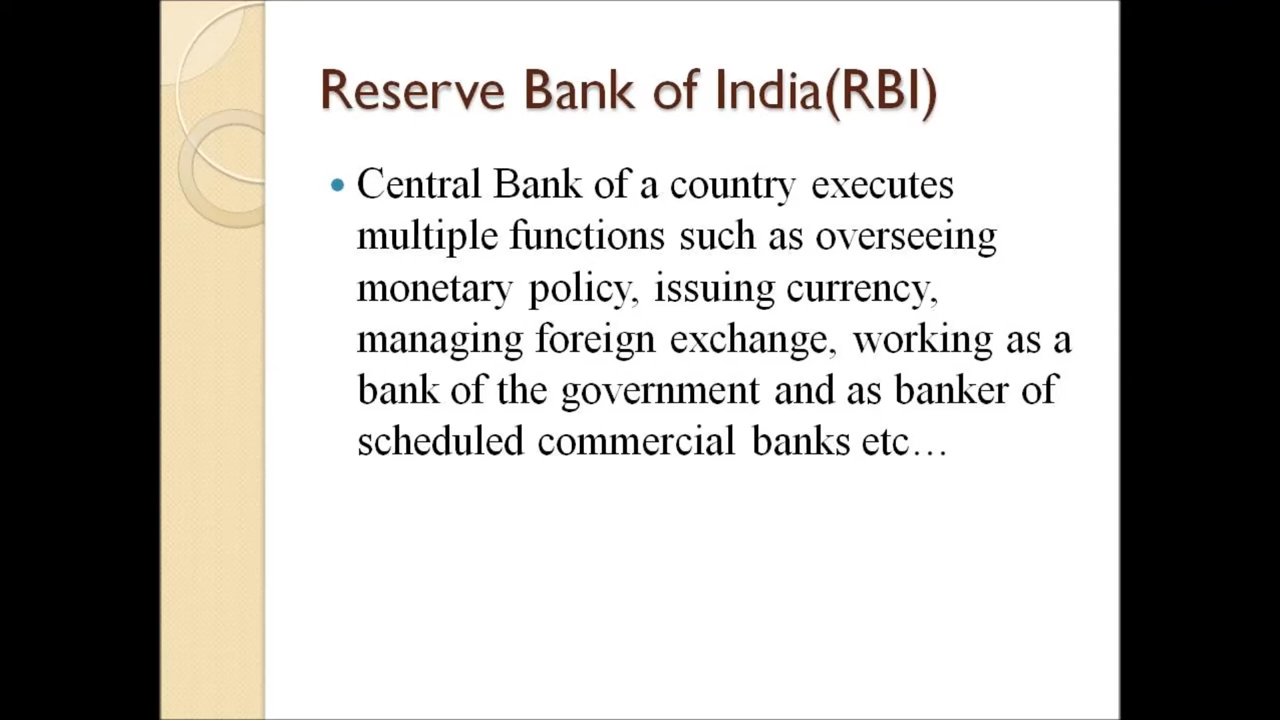 Reserve Bank of India(RBI)
• Central Bank of a country executes
multiple functions such as overseeing
monetary policy, issuing currency,
managing foreign exchange, working as a
bank of the government and as banker of
scheduled commercial banks etc…